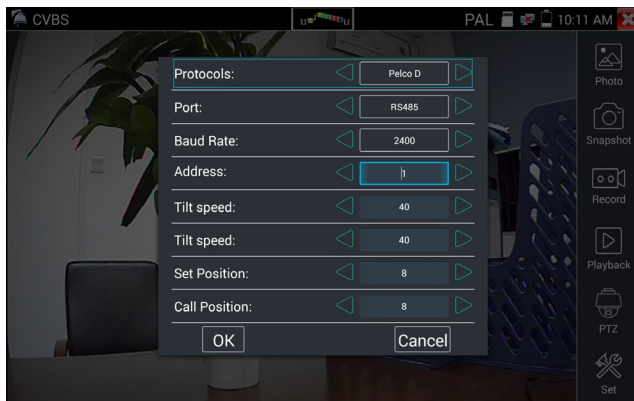 CVBS PAL 10:11 AM
Protocols: Pelco D
Port: RS485
Baud Rate: 2400
Address: 1
Tilt speed: 40
Tilt speed: 40
Set Position: 8
Call Position: 8
OK Cancel
Photo
Snapshot
Record
Playback
PTZ
Set